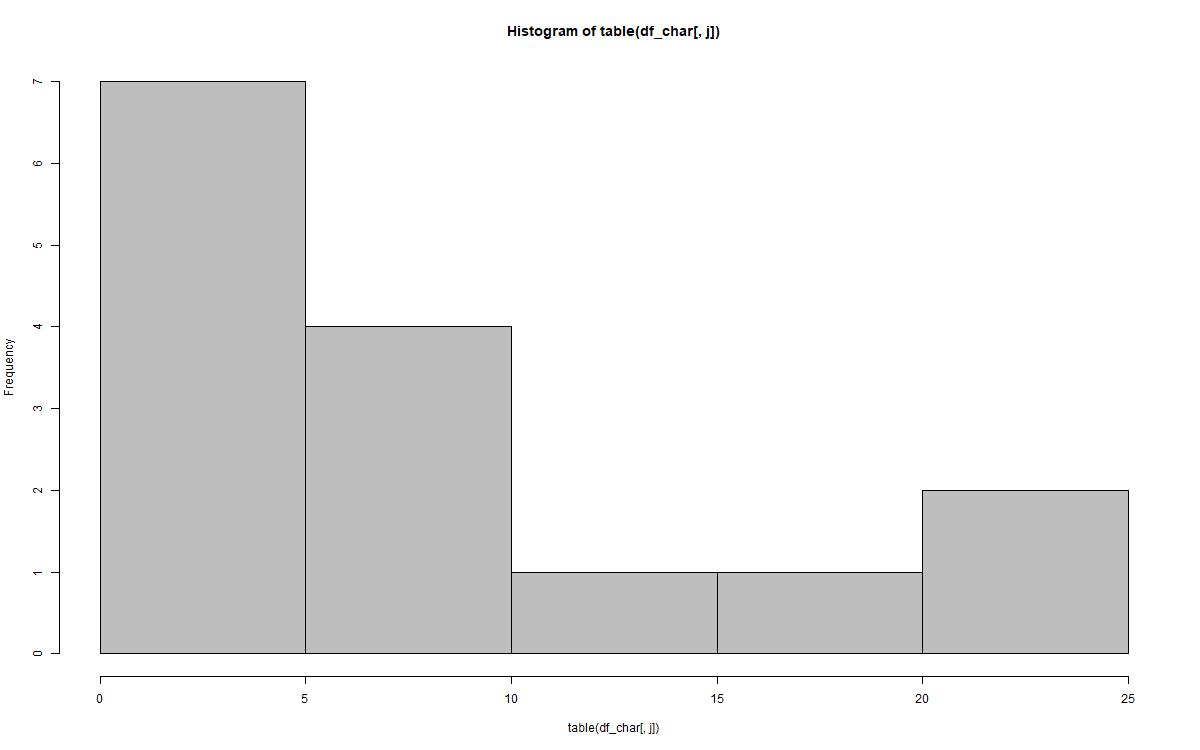 Histogram of table(df_char[, j])
Frequency
7
6
5
4
3
2
1
0
0 5 10 15 20 25
table(df_char[, j])